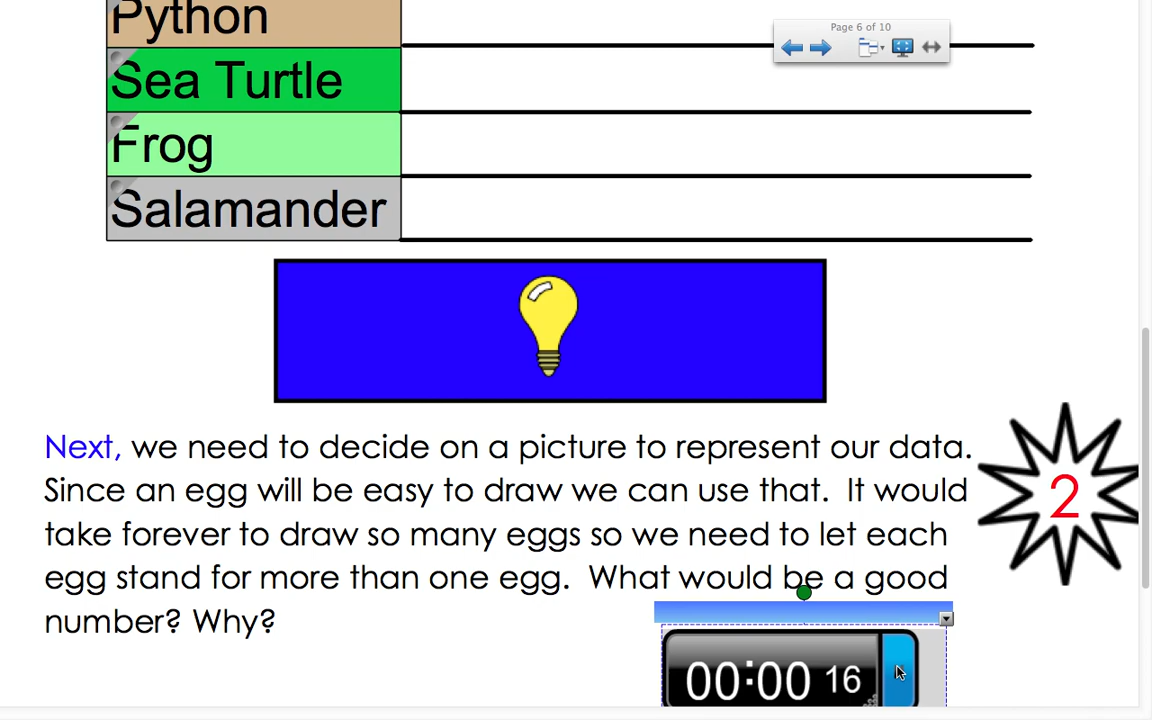 Python
Page 6 of 10
Sea Turtle
Frog
Salamander
Next, we need to decide on a picture to represent our data.
Since an egg will be easy to draw we can use that.  It would
take forever to draw so many eggs so we need to let each
egg stand for more than one egg.  What would be a good
number? Why?
2
00:00 16